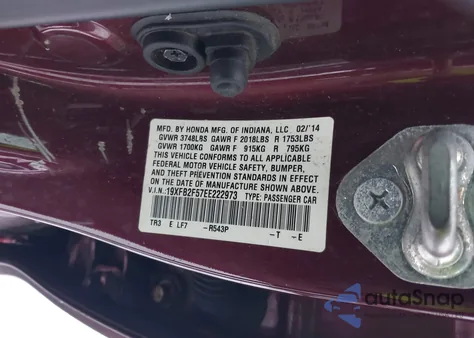 MFD. BY HONDA MFG. OF INDIANA, LLC 02/'14
GVWR 3748LBS GAWR F 2018LBS R 1753LBS
GVWR 1700KG GAWR F 915KG R 795KG
THIS VEHICLE CONFORMS TO ALL APPLICABLE
FEDERAL MOTOR VEHICLE SAFETY, BUMPER,
AND THEFT PREVENTION STANDARDS IN EFFECT
ON THE DATE OF MANUFACTURE SHOWN ABOVE.
V.I.N.: 19XFB2F57EE222973 TYPE: PASSENGER CAR
TR3 E LF7 -R543P -T -E
autoSnap